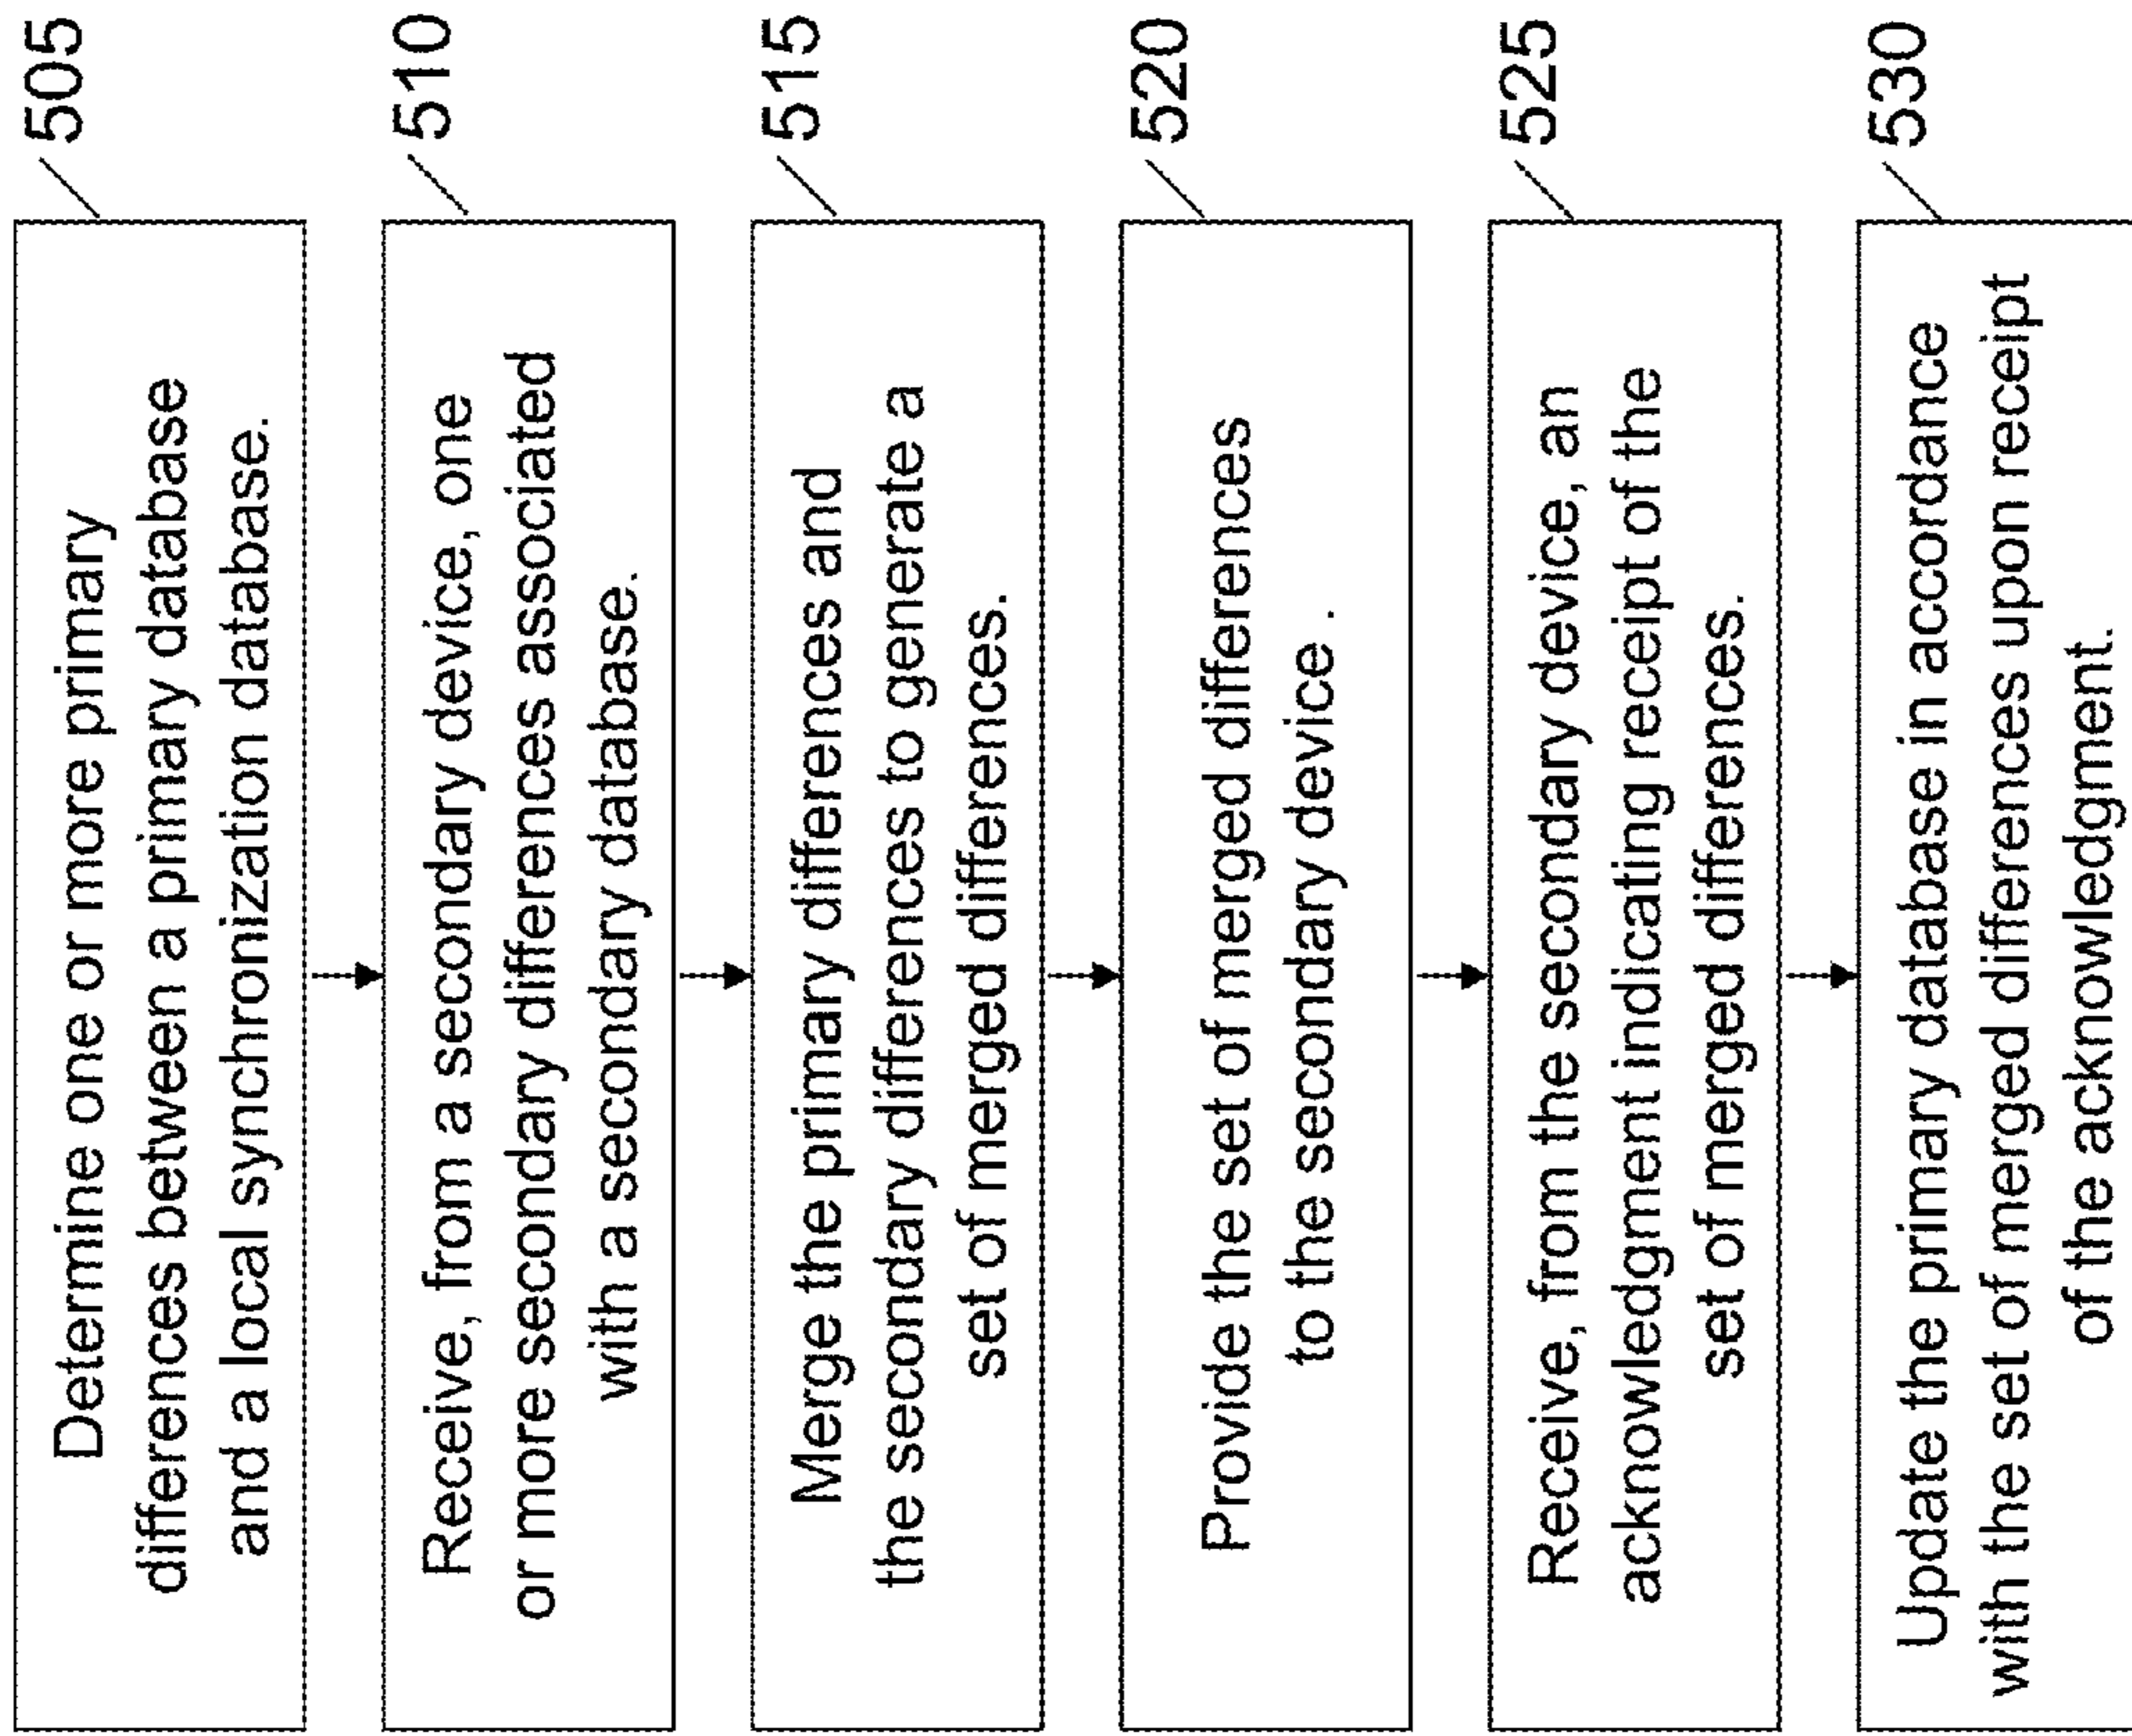 505
Determine one or more primary
differences between a primary database
and a local synchronization database.
510
Receive, from a secondary device, one
or more secondary differences associated
with a secondary database.
515
Merge the primary differences and
the secondary differences to generate a
set of merged differences.
520
Provide the set of merged differences
to the secondary device .
525
Receive, from the secondary device, an
acknowledgment indicating receipt of the
set of merged differences.
530
Update the primary database in accordance
with the set of merged differences upon receipt
of the acknowledgment.